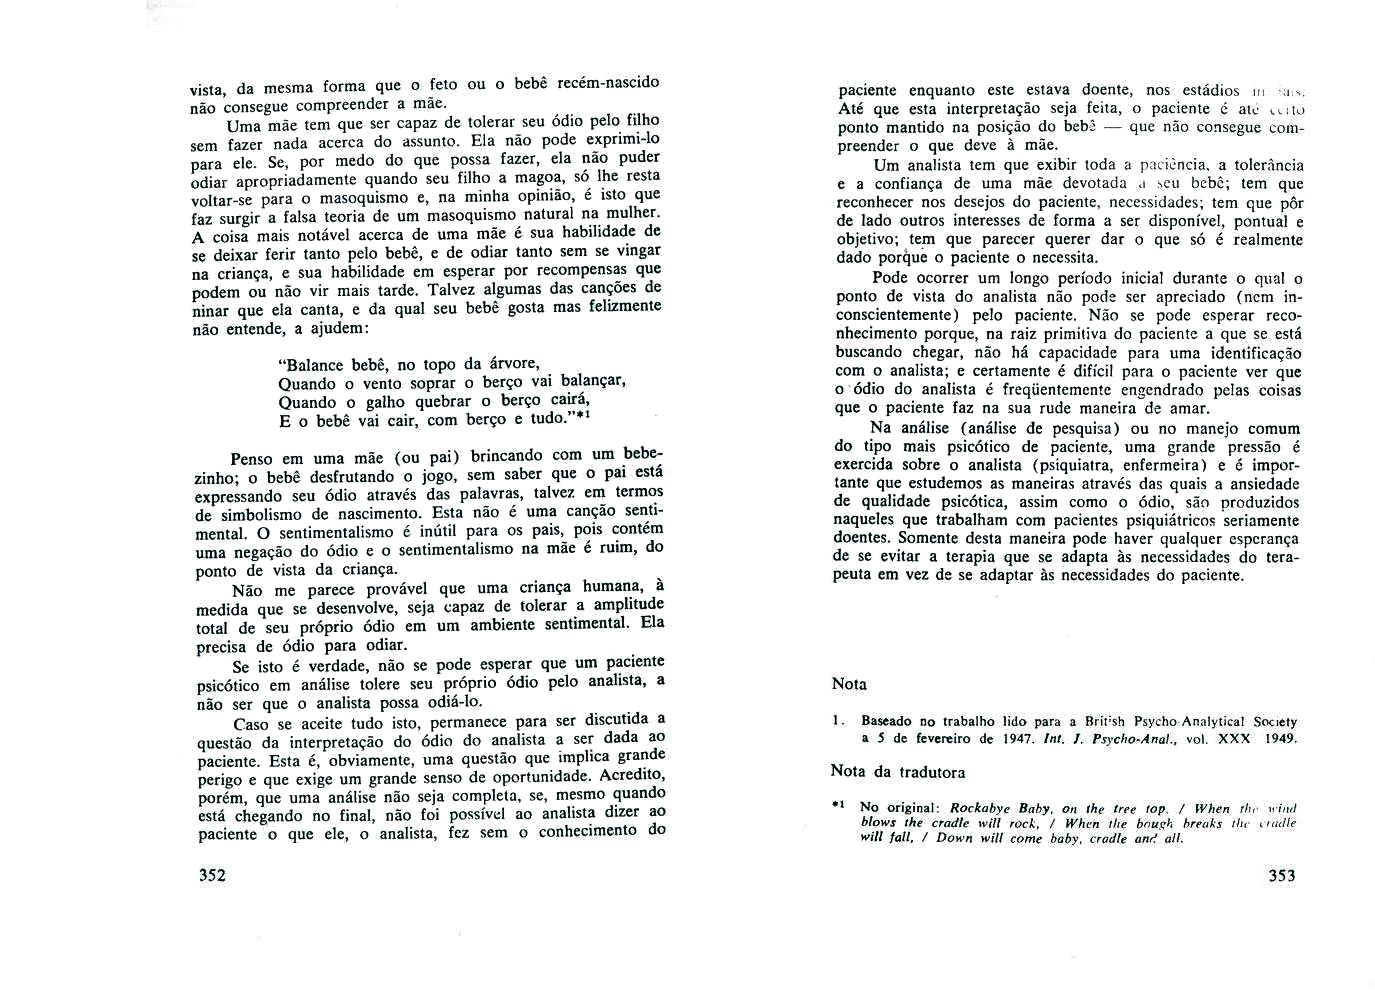 vista, da mesma forma que o feto ou o bebê recém-nascido
não consegue compreender a mãe.
Uma mãe tem que ser capaz de tolerar seu ódio pelo filho
sem fazer nada acerca do assunto. Ela não pode exprimi-lo
para ele. Se, por medo do que possa fazer, ela não puder
odiar apropriadamente quando seu filho a magoa, só lhe resta
voltar-se para o masoquismo e, na minha opinião, é isto que
faz surgir a falsa teoria de um masoquismo natural na mulher.
A coisa mais notável acerca de uma mãe é sua habilidade de
se deixar ferir tanto pelo bebê, e de odiar tanto sem se vingar
na criança, e sua habilidade em esperar por recompensas que
podem ou não vir mais tarde. Talvez algumas das canções de
ninar que ela canta, e da qual seu bebê gosta mas felizmente
não entende, a ajudem:
“Balance bebê, no topo da árvore,
Quando o vento soprar o berço vai balançar,
Quando o galho quebrar o berço cairá,
E o bebê vai cair, com berço e tudo.”*¹
Penso em uma mãe (ou pai) brincando com um bebe-
zinho; o bebê desfrutando o jogo, sem saber que o pai está
expressando seu ódio através das palavras, talvez em termos
de simbolismo de nascimento. Esta não é uma canção senti-
mental. O sentimentalismo é inútil para os pais, pois contém
uma negação do ódio e o sentimentalismo na mãe é ruim, do
ponto de vista da criança.
Não me parece provável que uma criança humana, à
medida que se desenvolve, seja capaz de tolerar a amplitude
total de seu próprio ódio em um ambiente sentimental. Ela
precisa de ódio para odiar.
Se isto é verdade, não se pode esperar que um paciente
psicótico em análise tolere seu próprio ódio pelo analista, a
não ser que o analista possa odiá-lo.
Caso se aceite tudo isto, permanece para ser discutida a
questão da interpretação do ódio do analista a ser dada ao
paciente. Esta é, obviamente, uma questão que implica grande
perigo e que exige um grande senso de oportunidade. Acredito,
porém, que uma análise não seja completa, se, mesmo quando
está chegando no final, não foi possível ao analista dizer ao
paciente o que ele, o analista, fez sem o conhecimento do
352
paciente enquanto este estava doente, nos estádios
Até que esta interpretação seja feita, o paciente é até certo
ponto mantido na posição do bebê — que não consegue com-
preender o que deve à mãe.
Um analista tem que exibir toda a paciência, a tolerância
e a confiança de uma mãe devotada a seu bebê; tem que
reconhecer nos desejos do paciente, necessidades; tem que pôr
de lado outros interesses de forma a ser disponível, pontual e
objetivo; tem que parecer querer dar o que só é realmente
dado porque o paciente o necessita.
Pode ocorrer um longo período inicial durante o qual o
ponto de vista do analista não pode ser apreciado (nem in-
conscientemente) pelo paciente. Não se pode esperar reco-
nhecimento porque, na raiz primitiva do paciente a que se está
buscando chegar, não há capacidade para uma identificação
com o analista; e certamente é difícil para o paciente ver que
o ódio do analista é freqüentemente engendrado pelas coisas
que o paciente faz na sua rude maneira de amar.
Na análise (análise de pesquisa) ou no manejo comum
do tipo mais psicótico de paciente, uma grande pressão é
exercida sobre o analista (psiquiatra, enfermeira) e é impor-
tante que estudemos as maneiras através das quais a ansiedade
de qualidade psicótica, assim como o ódio, são produzidos
naqueles que trabalham com pacientes psiquiátricos seriamente
doentes. Somente desta maneira pode haver qualquer esperança
de se evitar a terapia que se adapta às necessidades do tera-
peuta em vez de se adaptar às necessidades do paciente.
Nota
1. Baseado no trabalho lido para a British Psycho-Analytical Society
a 5 de fevereiro de 1947. Int. J. Psycho-Anal., vol. XXX 1949.
Nota da tradutora
*¹ No original: Rockabye Baby, on the tree top. / When the wind
blows the cradle will rock, / When the bough breaks the cradle
will fall, / Down will come baby, cradle and all.
353